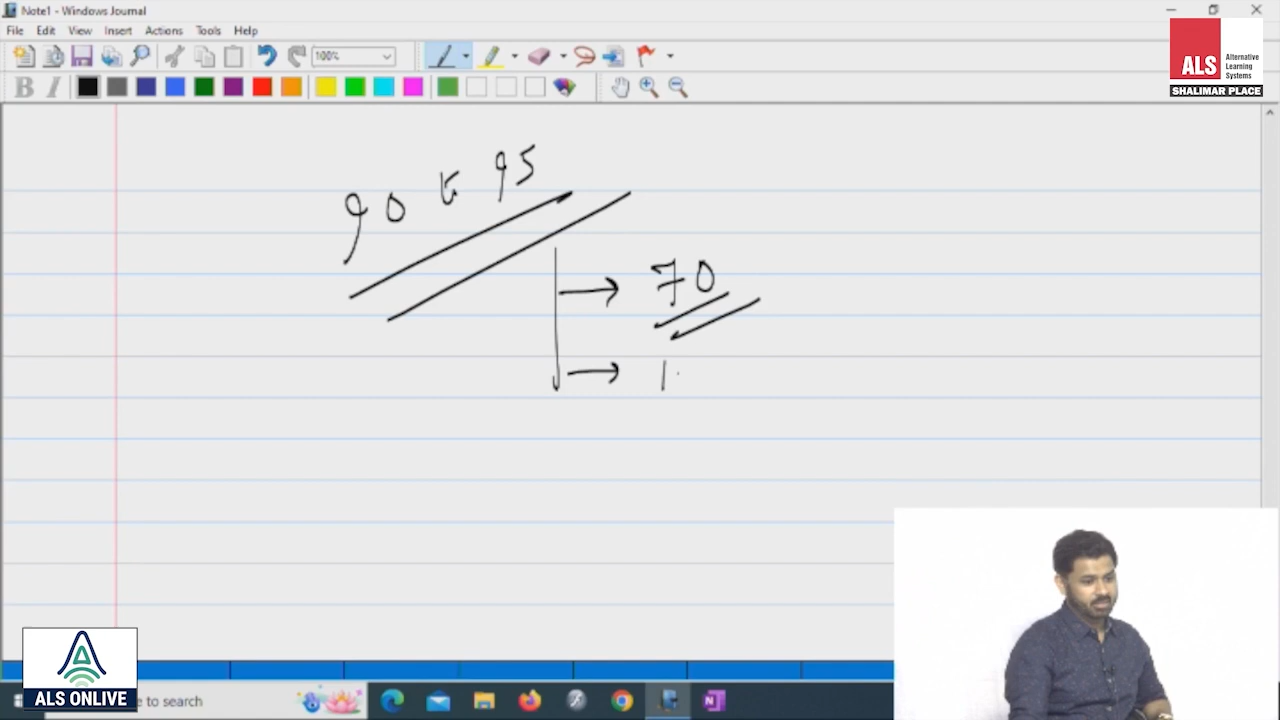 Note1 - Windows Journal
File Edit View Insert Actions Tools Help
100%
B I
ALS
Alternative
Learning
Systems
SHALIMAR PLACE
90 to 95
→ 70
→
ALS ONLIVE
e to search